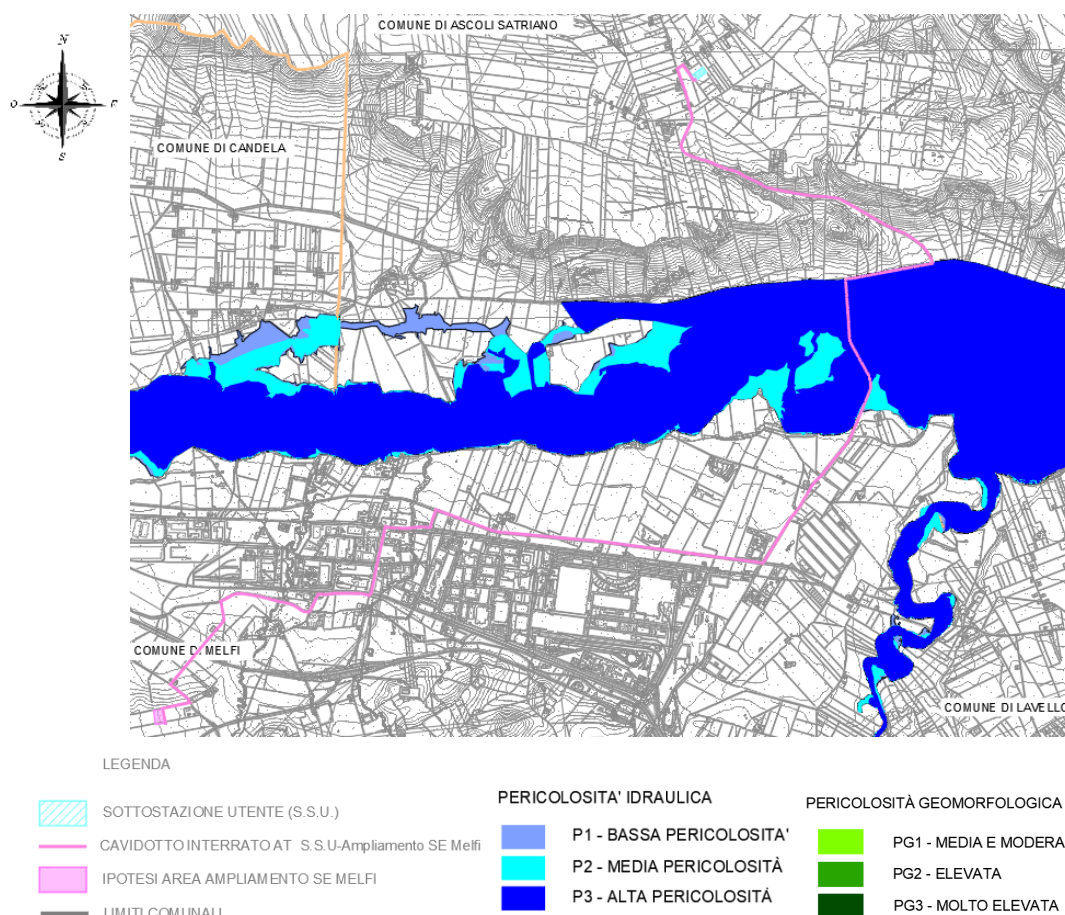 COMUNE DI ASCOLI SATRIANO
N
O
E
S
COMUNE DI CANDELA
COMUNE DI MELFI
COMUNE DI LAVELLO
LEGENDA
SOTTOSTAZIONE UTENTE (S.S.U.)
CAVIDOTTO INTERRATO AT S.S.U-Ampliamento SE Melfi
IPOTESI AREA AMPLIAMENTO SE MELFI
LIMITI COMUNALI
PERICOLOSITA' IDRAULICA
P1 - BASSA PERICOLOSITA'
P2 - MEDIA PERICOLOSITÀ
P3 - ALTA PERICOLOSITÀ
PERICOLOSITÀ GEOMORFOLOGICA
PG1 - MEDIA E MODERA
PG2 - ELEVATA
PG3 - MOLTO ELEVATA